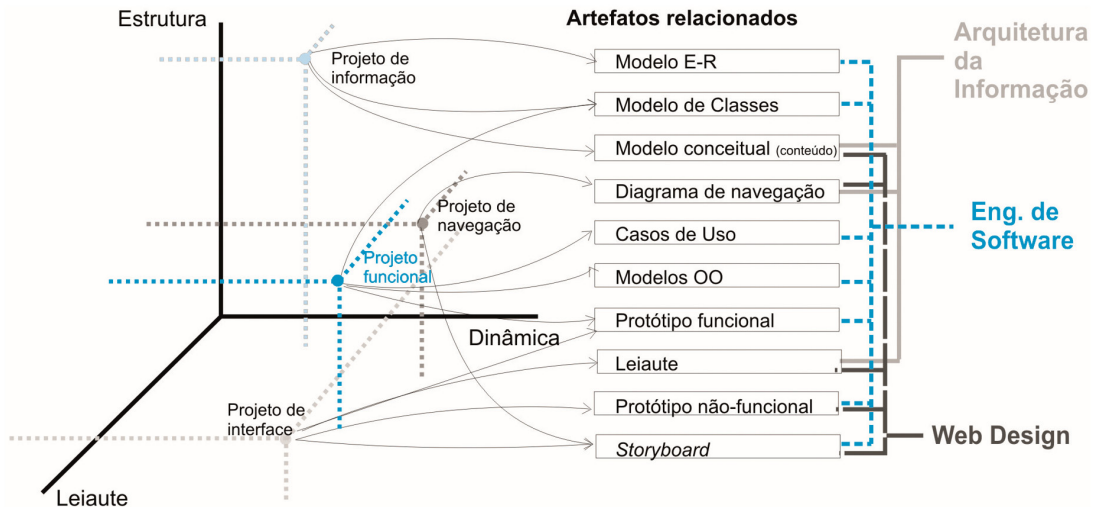 Estrutura
Projeto de
informação
Projeto de
navegação
Projeto
funcional
Dinâmica
Projeto de
interface
Leiaute
Artefatos relacionados
Modelo E-R
Modelo de Classes
Modelo conceitual (conteúdo)
Diagrama de navegação
Casos de Uso
Modelos OO
Protótipo funcional
Leiaute
Protótipo não-funcional
Storyboard
Arquitetura
da
Informação
Eng. de
Software
Web Design